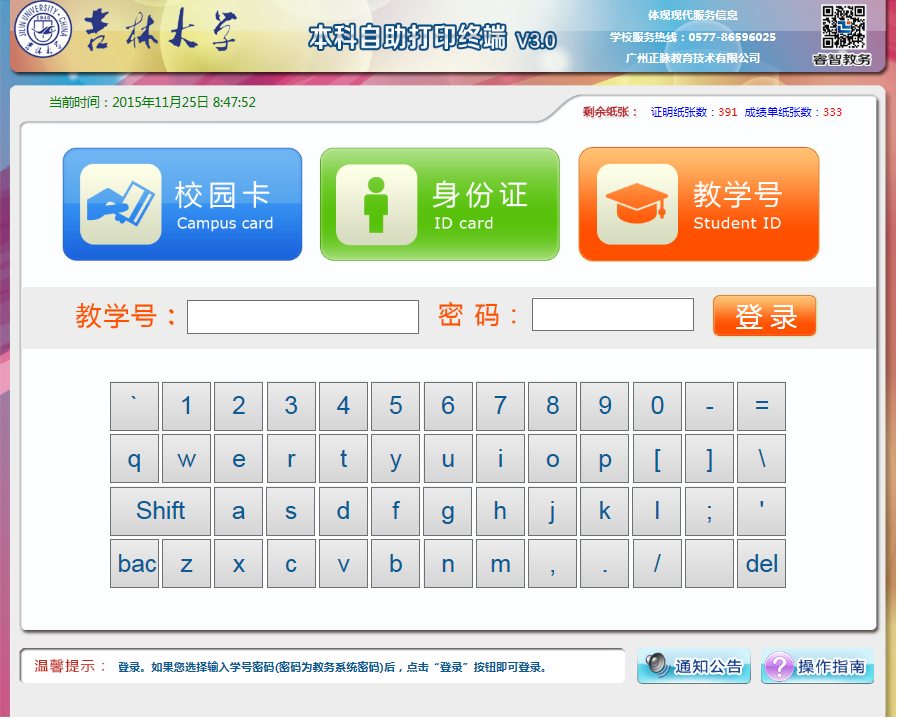 JILIN UNIVERSITY·CHINA
1946
吉林大学
吉林大学
本科自助打印终端 V3.0
体现现代服务信息
学校服务热线：0577-86596025
广州正脉教育技术有限公司
睿智教务
当前时间：2015年11月25日 8:47:52
剩余纸张： 证明纸张数：391 成绩单纸张数：333
校园卡
Campus card
身份证
ID card
教学号
Student ID
教学号： 密 码： 登 录
` 1 2 3 4 5 6 7 8 9 0 - =
q w e r t y u i o p [ ] \
Shift a s d f g h j k l ; '
bac z x c v b n m , . / del
温馨提示： 登录。如果您选择输入学号密码(密码为教务系统密码)后，点击“登录”按钮即可登录。
通知公告 ? 操作指南